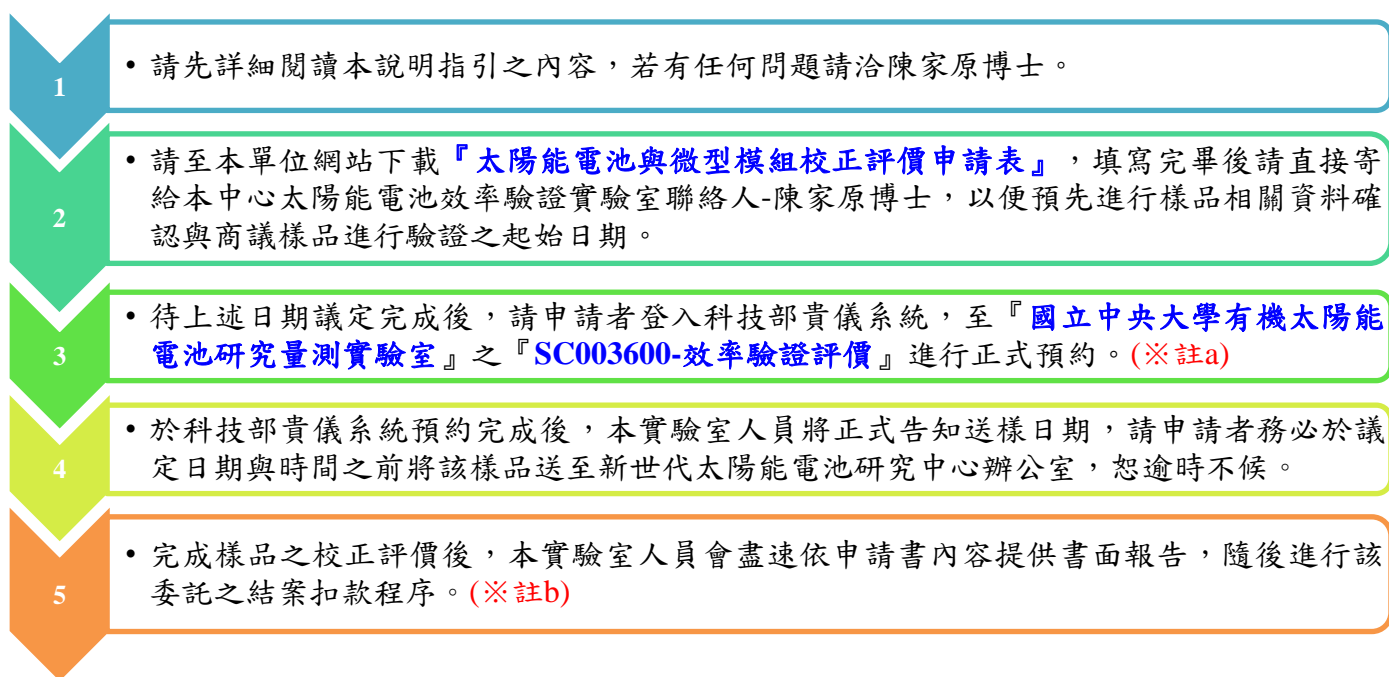 1
• 請先詳細閱讀本說明指引之內容，若有任何問題請洽陳家原博士。
2
• 請至本單位網站下載『太陽能電池與微型模組校正評價申請表』，填寫完畢後請直接寄
給本中心太陽能電池效率驗證實驗室聯絡人-陳家原博士，以便預先進行樣品相關資料確
認與商議樣品進行驗證之起始日期。
3
• 待上述日期議定完成後，請申請者登入科技部貴儀系統，至『國立中央大學有機太陽能
電池研究量測實驗室』之『SC003600-效率驗證評價』進行正式預約。(※註a)
4
• 於科技部貴儀系統預約完成後，本實驗室人員將正式告知送樣日期，請申請者務必於議
定日期與時間之前將該樣品送至新世代太陽能電池研究中心辦公室，恕逾時不候。
5
• 完成樣品之校正評價後，本實驗室人員會盡速依申請書內容提供書面報告，隨後進行該
委託之結案扣款程序。(※註b)